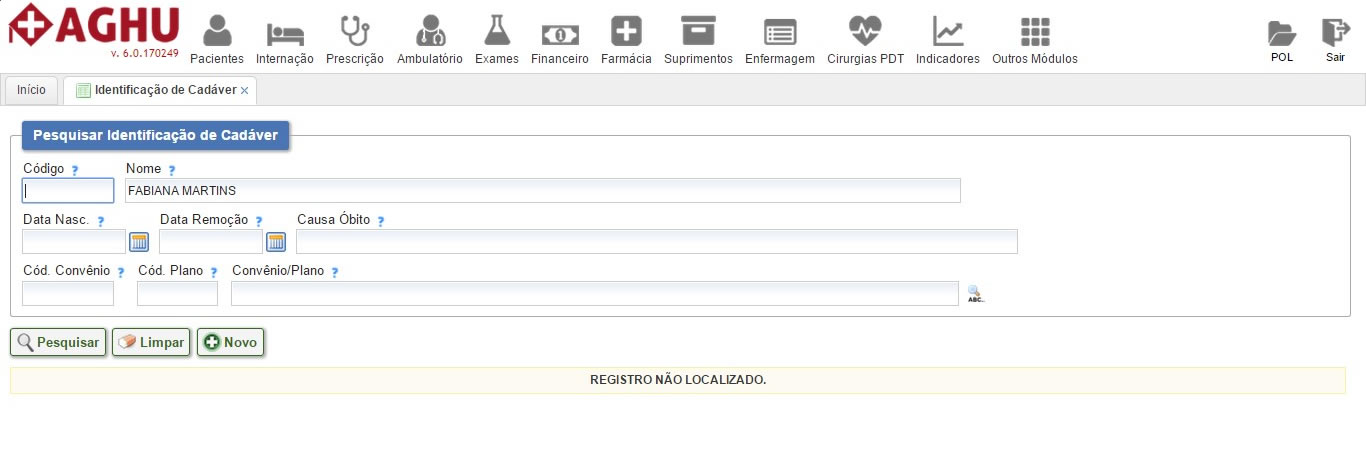 AGHU
v. 6.0.170249
Pacientes Internação Prescrição Ambulatório Exames Financeiro Farmácia Suprimentos Enfermagem Cirurgias PDT Indicadores Outros Módulos POL Sair
Início Identificação de Cadáver x
Pesquisar Identificação de Cadáver
Código ? Nome ?
FABIANA MARTINS
Data Nasc. ? Data Remoção ? Causa Óbito ?
Cód. Convênio ? Cód. Plano ? Convênio/Plano ?
ABC..
Pesquisar Limpar Novo
REGISTRO NÃO LOCALIZADO.